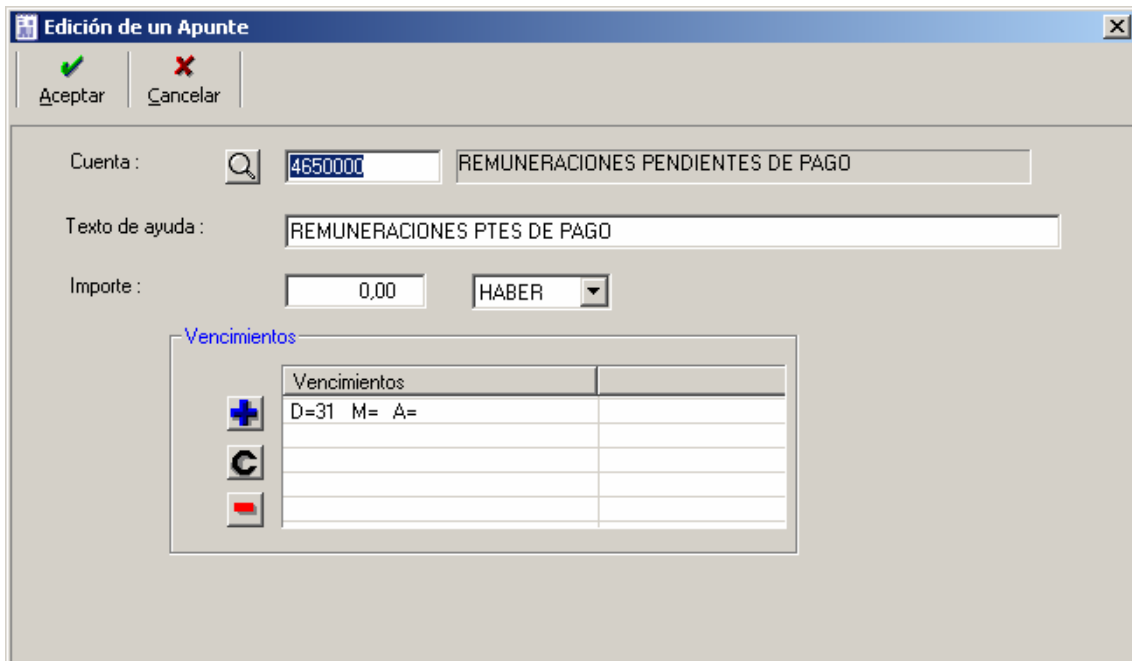 Edición de un Apunte
Aceptar Cancelar
Cuenta : 4650000 REMUNERACIONES PENDIENTES DE PAGO
Texto de ayuda : REMUNERACIONES PTES DE PAGO
Importe : 0,00 HABER
Vencimientos
Vencimientos
D=31 M= A=
C